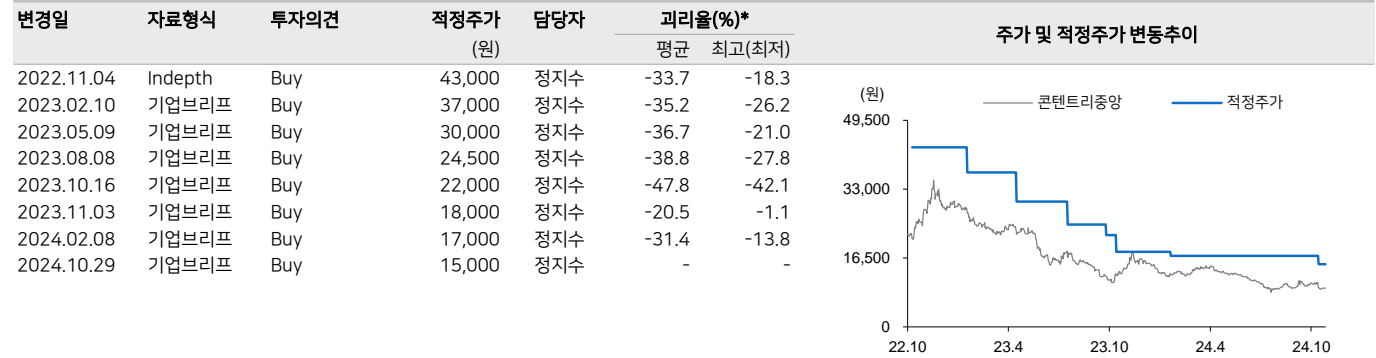 변경일 자료형식 투자의견 적정주가 담당자 괴리율(%)* 주가 및 적정주가 변동추이
(원) 평균 최고(최저)
2022.11.04 Indepth Buy 43,000 정지수 -33.7 -18.3
2023.02.10 기업브리프 Buy 37,000 정지수 -35.2 -26.2
2023.05.09 기업브리프 Buy 30,000 정지수 -36.7 -21.0
2023.08.08 기업브리프 Buy 24,500 정지수 -38.8 -27.8
2023.10.16 기업브리프 Buy 22,000 정지수 -47.8 -42.1
2023.11.03 기업브리프 Buy 18,000 정지수 -20.5 -1.1
2024.02.08 기업브리프 Buy 17,000 정지수 -31.4 -13.8
2024.10.29 기업브리프 Buy 15,000 정지수 - -
(원) 콘텐트리중앙 적정주가
49,500
33,000
16,500
0
22.10 23.4 23.10 24.4 24.10